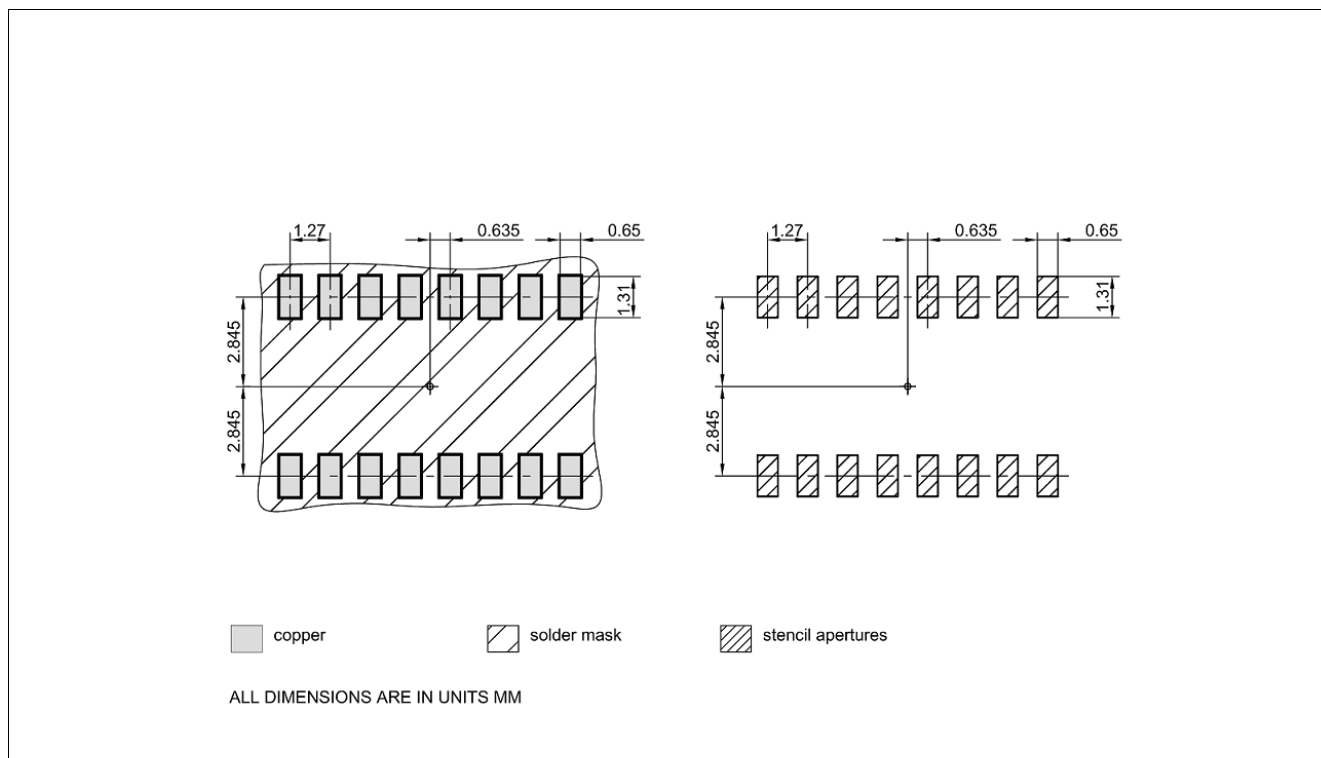 1.27 0.635 0.65 1.27 0.635 0.65
1.31 1.31
2.845 2.845
2.845 2.845
copper solder mask stencil apertures
ALL DIMENSIONS ARE IN UNITS MM